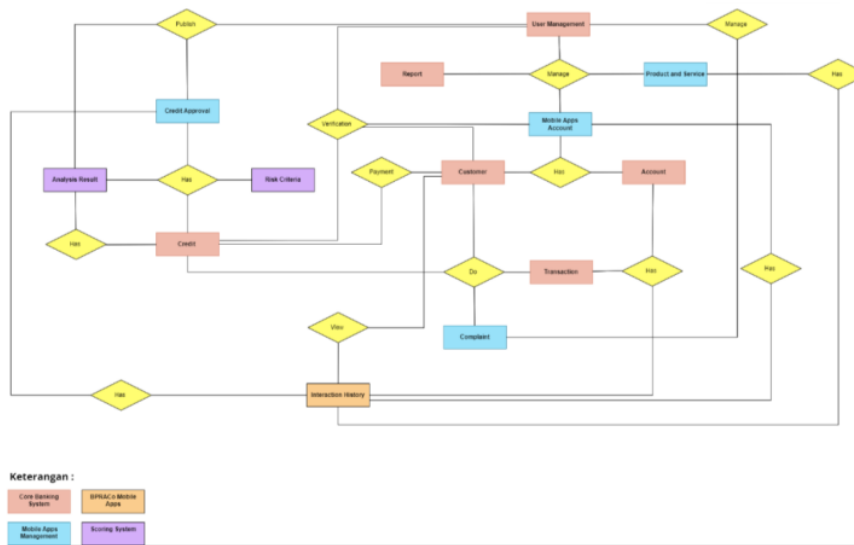 Publish
User Management
Manage
Report
Manage
Product and Service
Has
Credit Approval
Verification
Mobile Apps
Account
Analysis Result
Has
Risk Criteria
Payment
Customer
Has
Account
Has
Credit
Do
Transaction
Has
Has
View
Complaint
Has
Interaction History
Keterangan :
Core Banking
System
BPRACo Mobile
Apps
Mobile Apps
Management
Scoring System